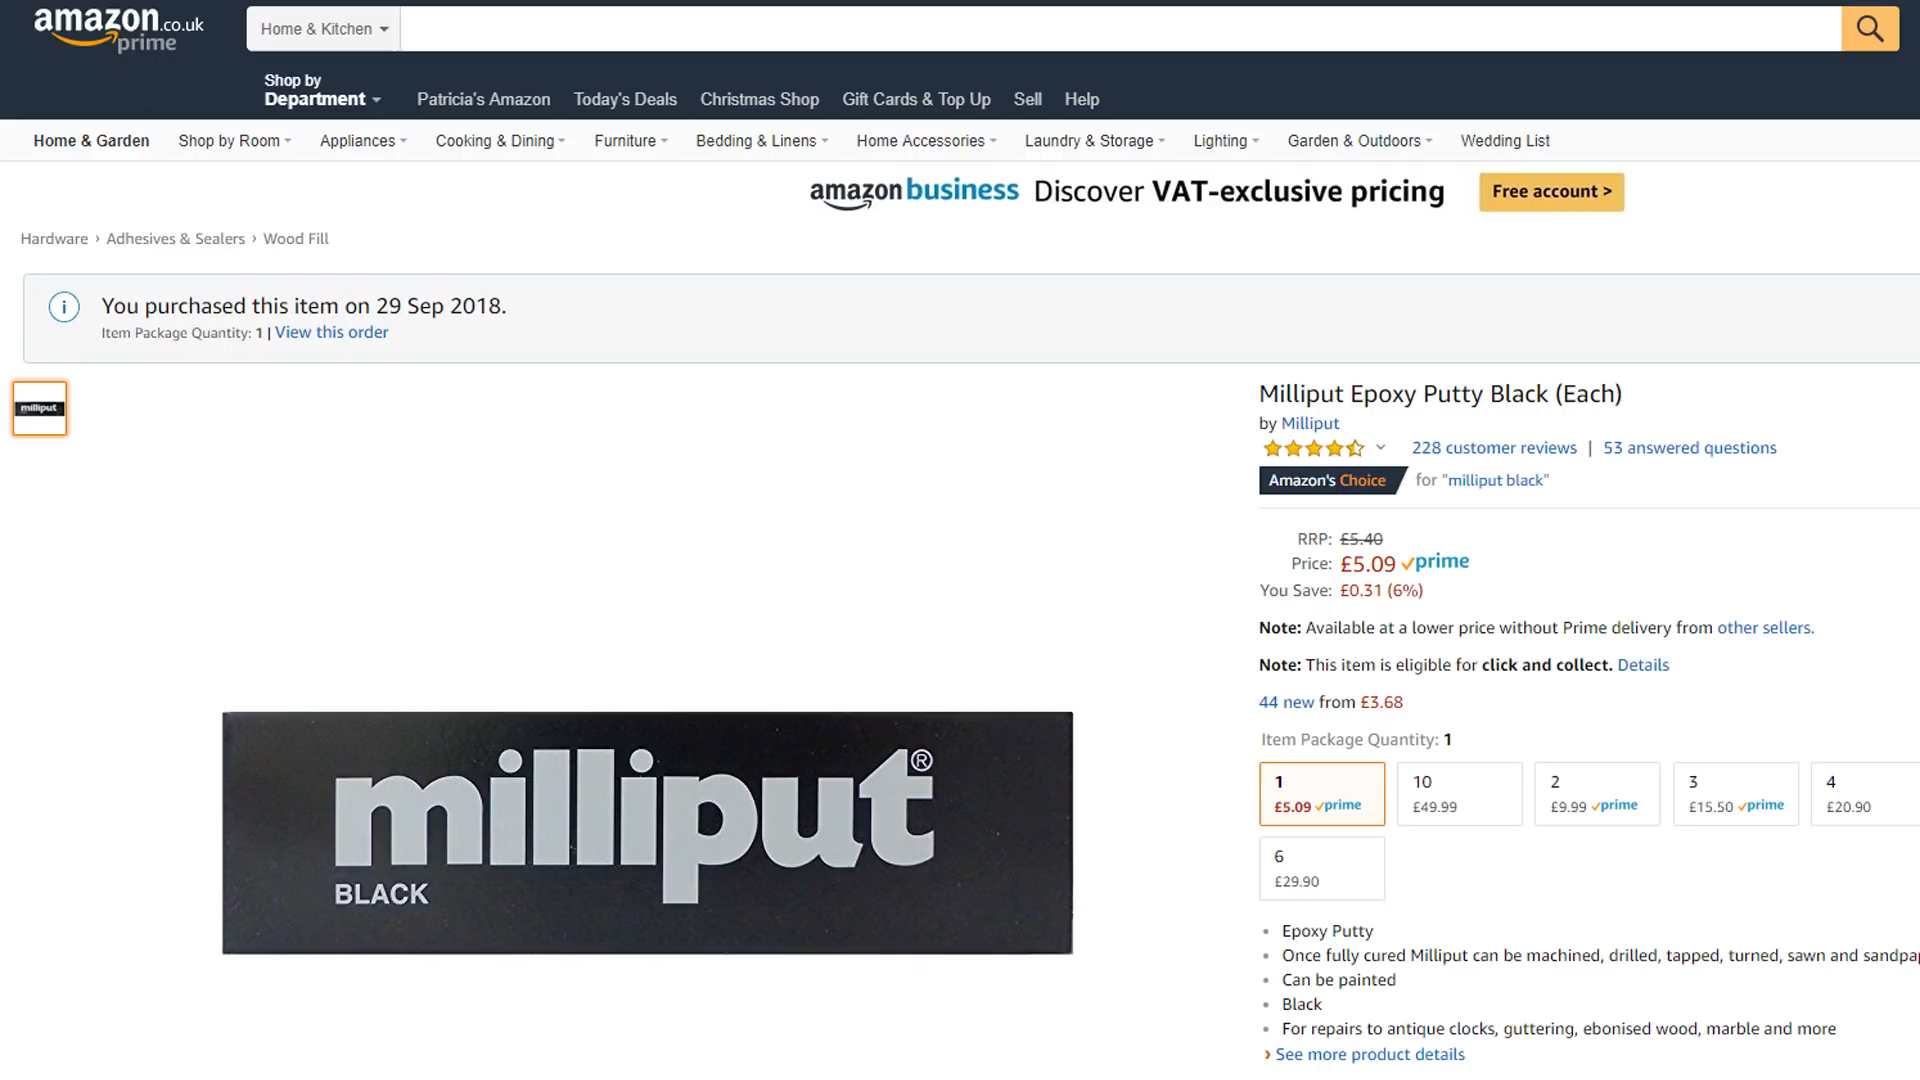 amazon.co.uk
prime
Home & Kitchen
Shop by
Department
Patricia's Amazon
Today's Deals
Christmas Shop
Gift Cards & Top Up
Sell
Help
Home & Garden
Shop by Room
Appliances
Cooking & Dining
Furniture
Bedding & Linens
Home Accessories
Laundry & Storage
Lighting
Garden & Outdoors
Wedding List
amazon business Discover VAT-exclusive pricing
Free account >
Hardware › Adhesives & Sealers › Wood Fill
i
You purchased this item on 29 Sep 2018.
Item Package Quantity: 1 | View this order
milliput
milliput®
BLACK
Milliput Epoxy Putty Black (Each)
by Milliput
228 customer reviews | 53 answered questions
Amazon's Choice for "milliput black"
RRP: £5.40
Price: £5.09 prime
You Save: £0.31 (6%)
Note: Available at a lower price without Prime delivery from other sellers.
Note: This item is eligible for click and collect. Details
44 new from £3.68
Item Package Quantity: 1
1
£5.09 prime
10
£49.99
2
£9.99 prime
3
£15.50 prime
4
£20.90
6
£29.90
• Epoxy Putty
• Once fully cured Milliput can be machined, drilled, tapped, turned, sawn and sandpa
• Can be painted
• Black
• For repairs to antique clocks, guttering, ebonised wood, marble and more
› See more product details